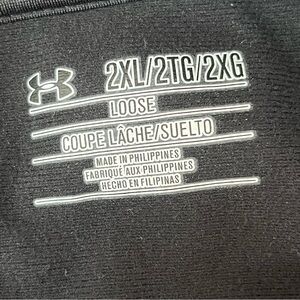 2XL/2TG/2XG
LOOSE
COUPE LÂCHE/SUELTO
MADE IN PHILIPPINES
FABRIQUÉ AUX PHILIPPINES
HECHO EN FILIPINAS